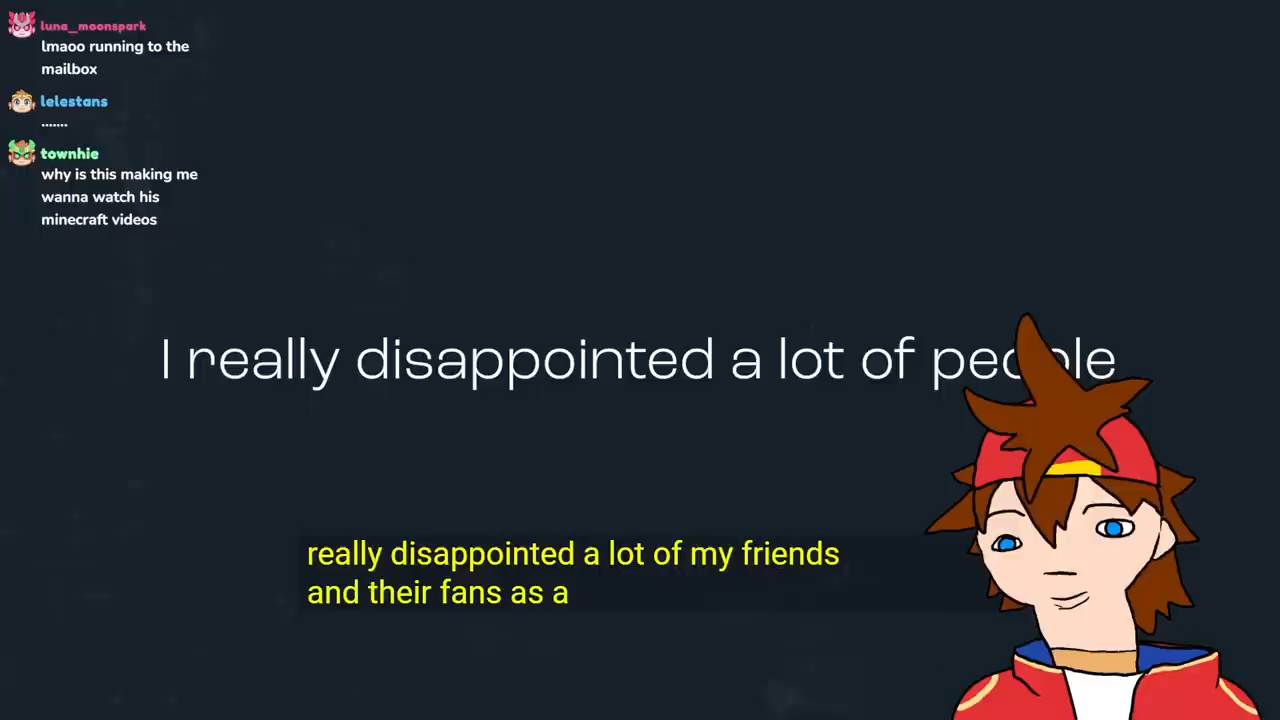 luna_moonspark
lmaoo running to the
mailbox
lelestans
.......
townhie
why is this making me
wanna watch his
minecraft videos
I really disappointed a lot of people
really disappointed a lot of my friends
and their fans as a